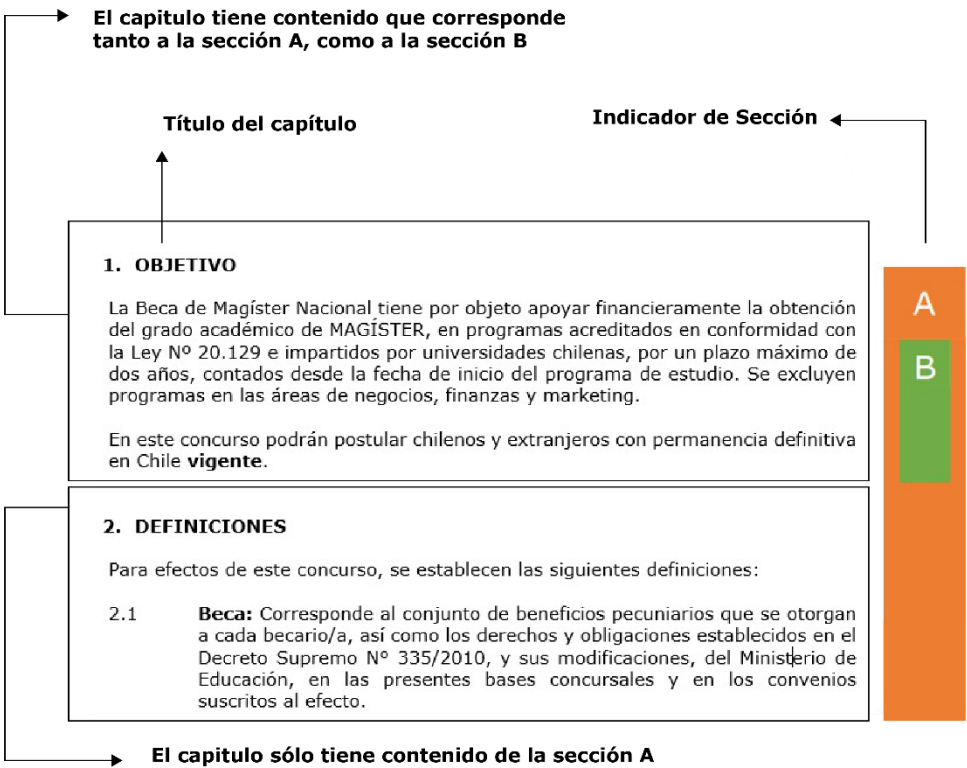 El capitulo tiene contenido que corresponde
tanto a la sección A, como a la sección B
Título del capítulo
Indicador de Sección
1. OBJETIVO
La Beca de Magíster Nacional tiene por objeto apoyar financieramente la obtención
del grado académico de MAGÍSTER, en programas acreditados en conformidad con
la Ley Nº 20.129 e impartidos por universidades chilenas, por un plazo máximo de
dos años, contados desde la fecha de inicio del programa de estudio. Se excluyen
programas en las áreas de negocios, finanzas y marketing.
En este concurso podrán postular chilenos y extranjeros con permanencia definitiva
en Chile vigente.
A
B
2. DEFINICIONES
Para efectos de este concurso, se establecen las siguientes definiciones:
2.1 Beca: Corresponde al conjunto de beneficios pecuniarios que se otorgan
a cada becario/a, así como los derechos y obligaciones establecidos en el
Decreto Supremo Nº 335/2010, y sus modificaciones, del Ministerio de
Educación, en las presentes bases concursales y en los convenios
suscritos al efecto.
El capitulo sólo tiene contenido de la sección A